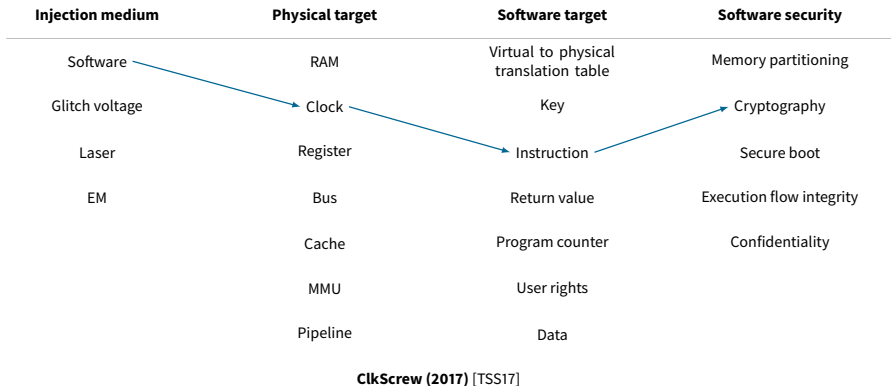 Injection medium Physical target Software target Software security
Software RAM Virtual to physical
translation table Memory partitioning
Glitch voltage Clock Key Cryptography
Laser Register Instruction Secure boot
EM Bus Return value Execution flow integrity
Cache Program counter Confidentiality
MMU User rights
Pipeline Data
ClkScrew (2017) [TSS17]